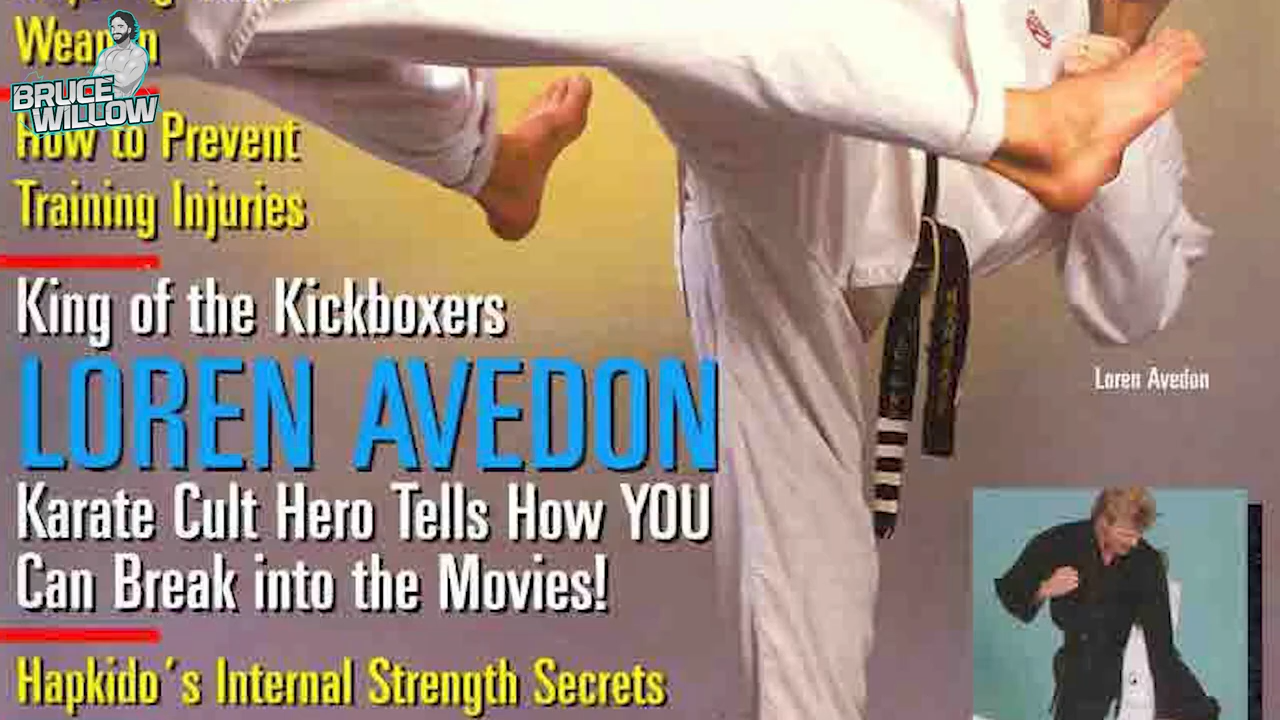 Weapon
BRUCE
WILLOW
How to Prevent
Training Injuries
King of the Kickboxers
LOREN AVEDON
Loren Avedon
Karate Cult Hero Tells How YOU
Can Break into the Movies!
Hapkido´s Internal Strength Secrets